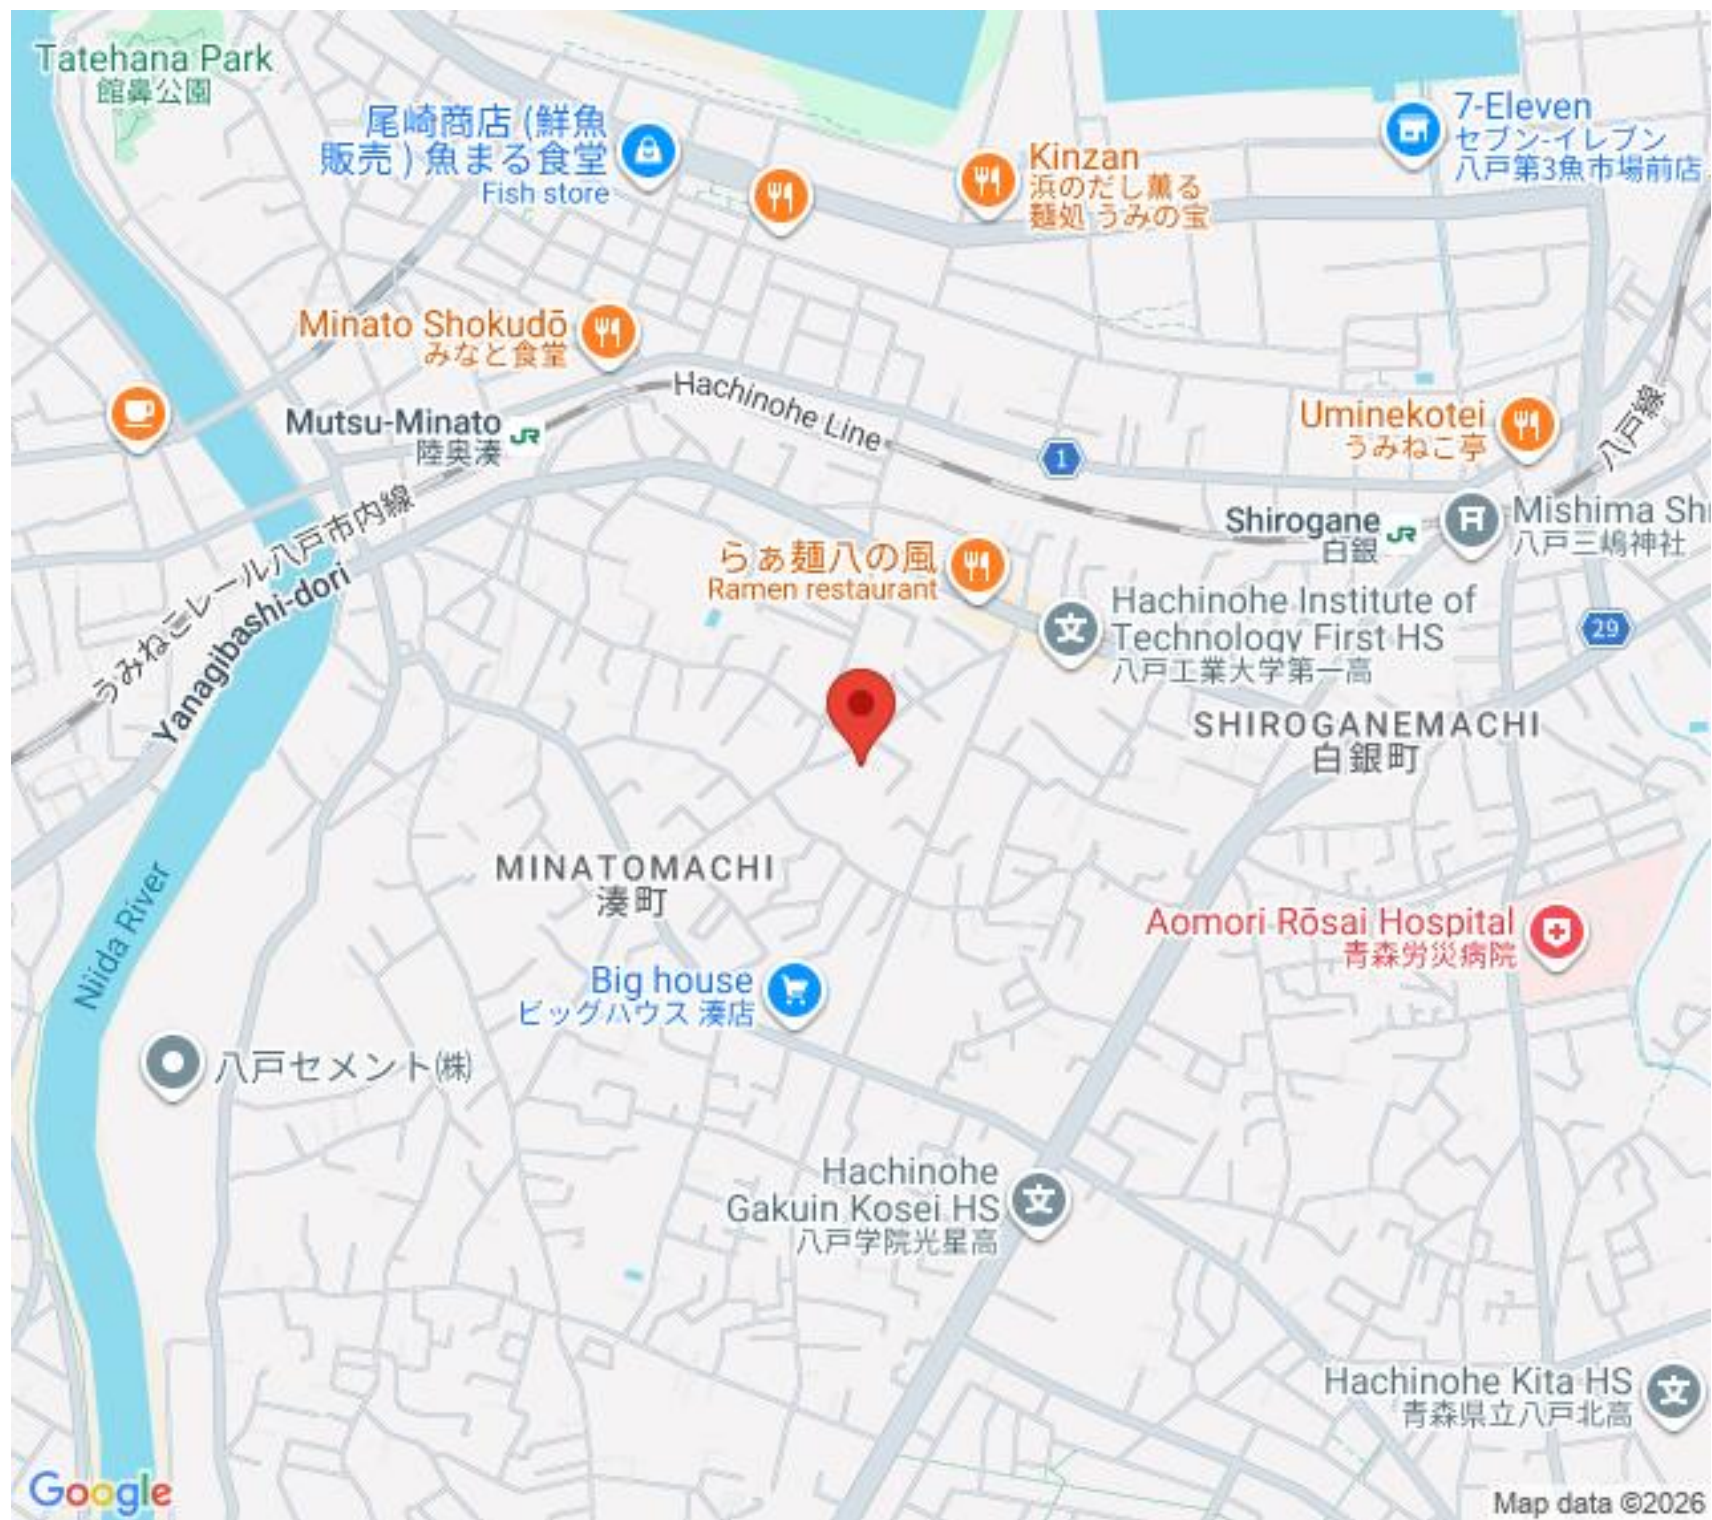 Tatehana Park
館鼻公園
尾崎商店 (鮮魚
販売 ) 魚まる食堂
Fish store
Kinzan
浜のだし薫る
麺処 うみの宝
7-Eleven
セブン-イレブン
八戸第3魚市場前店
Minato Shokudō
みなと食堂
Hachinohe Line
Mutsu-Minato
陸奥湊
JR
1
Uminekotei
うみねこ亭
八戸線
Shirogane
白銀
JR
Mishima Shr
八戸三嶋神社
うみねこレール八戸市内線
Yanagibashi-dori
らぁ麺八の風
Ramen restaurant
Hachinohe Institute of
Technology First HS
八戸工業大学第一高
29
SHIROGANEMACHI
白銀町
MINATOMACHI
湊町
Niida River
Aomori Rōsai Hospital
青森労災病院
Big house
ビッグハウス 湊店
八戸セメント㈱
Hachinohe
Gakuin Kosei HS
八戸学院光星高
Hachinohe Kita HS
青森県立八戸北高
Google
Map data ©2026